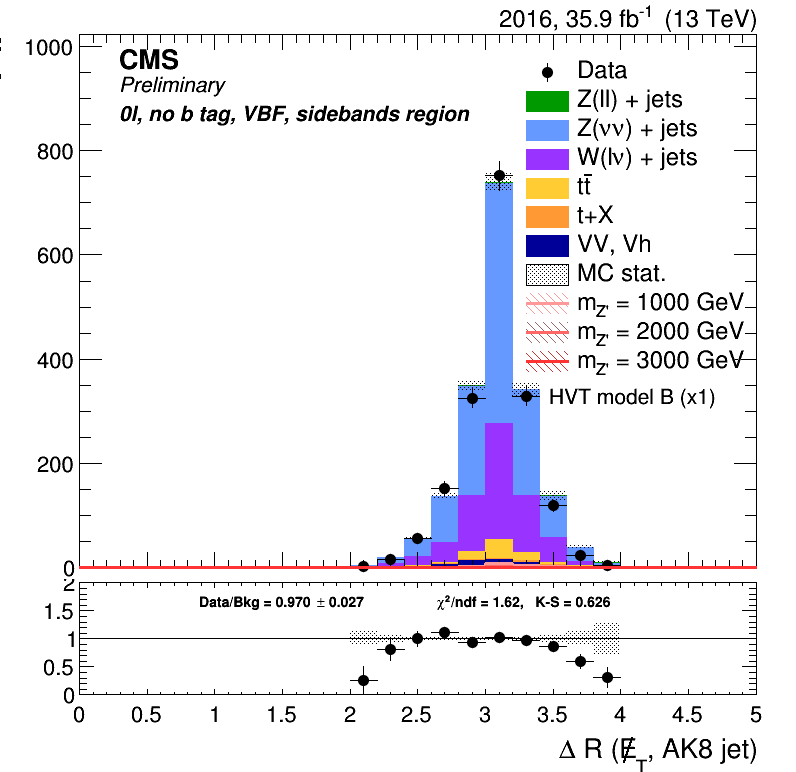 2016, 35.9 fb⁻¹ (13 TeV)
CMS
Preliminary
0l, no b tag, VBF, sidebands region
Data
Z(ll) + jets
Z(νν) + jets
W(lν) + jets
tt̄
t+X
VV, Vh
MC stat.
m_Z' = 1000 GeV
m_Z' = 2000 GeV
m_Z' = 3000 GeV
HVT model B (x1)
1000
800
600
400
200
0
2
1.5
1
0.5
0
Data/Bkg = 0.970 ± 0.027
χ²/ndf = 1.62, K-S = 0.626
0 0.5 1 1.5 2 2.5 3 3.5 4 4.5 5
Δ R (E̸_T, AK8 jet)